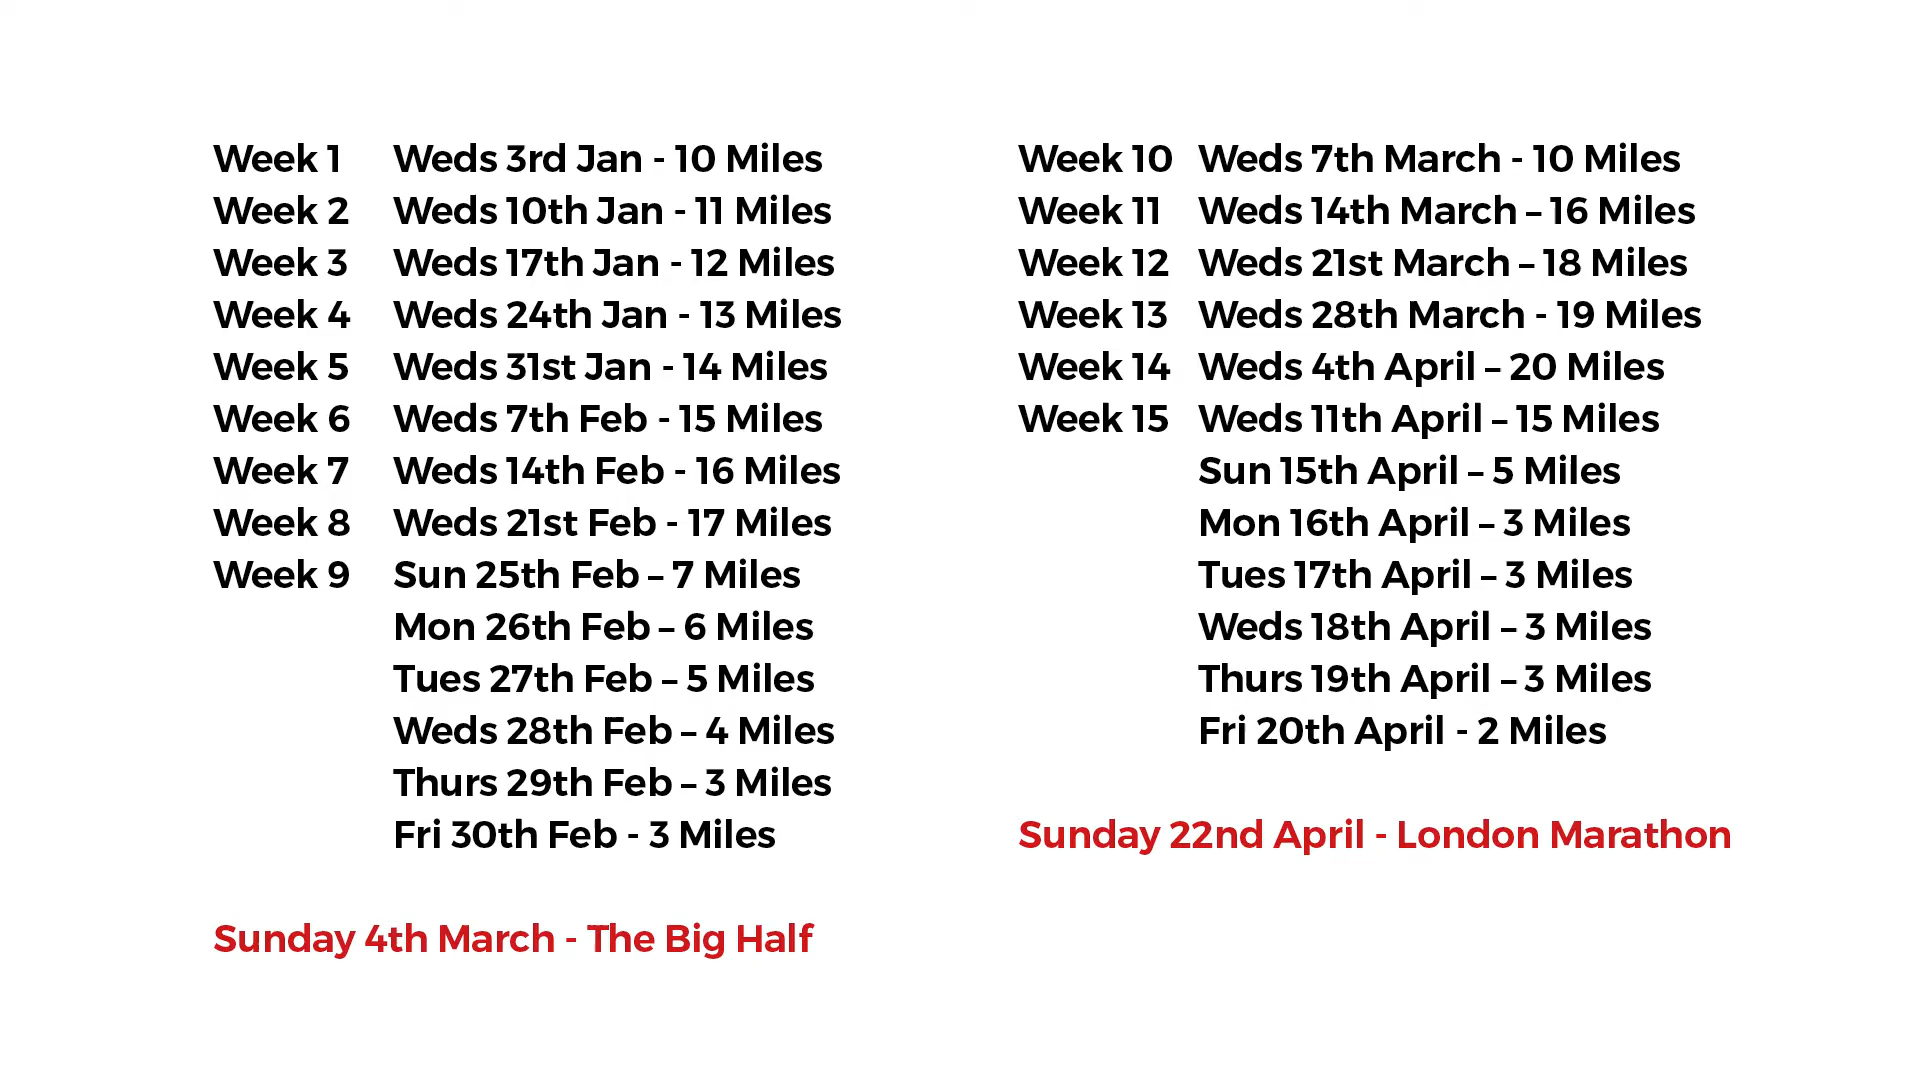 Week 1 Weds 3rd Jan - 10 Miles
Week 2 Weds 10th Jan - 11 Miles
Week 3 Weds 17th Jan - 12 Miles
Week 4 Weds 24th Jan - 13 Miles
Week 5 Weds 31st Jan - 14 Miles
Week 6 Weds 7th Feb - 15 Miles
Week 7 Weds 14th Feb - 16 Miles
Week 8 Weds 21st Feb - 17 Miles
Week 9 Sun 25th Feb – 7 Miles
Mon 26th Feb – 6 Miles
Tues 27th Feb – 5 Miles
Weds 28th Feb – 4 Miles
Thurs 29th Feb – 3 Miles
Fri 30th Feb - 3 Miles
Sunday 4th March - The Big Half
Week 10 Weds 7th March - 10 Miles
Week 11 Weds 14th March – 16 Miles
Week 12 Weds 21st March – 18 Miles
Week 13 Weds 28th March - 19 Miles
Week 14 Weds 4th April – 20 Miles
Week 15 Weds 11th April – 15 Miles
Sun 15th April – 5 Miles
Mon 16th April – 3 Miles
Tues 17th April – 3 Miles
Weds 18th April – 3 Miles
Thurs 19th April – 3 Miles
Fri 20th April - 2 Miles
Sunday 22nd April - London Marathon